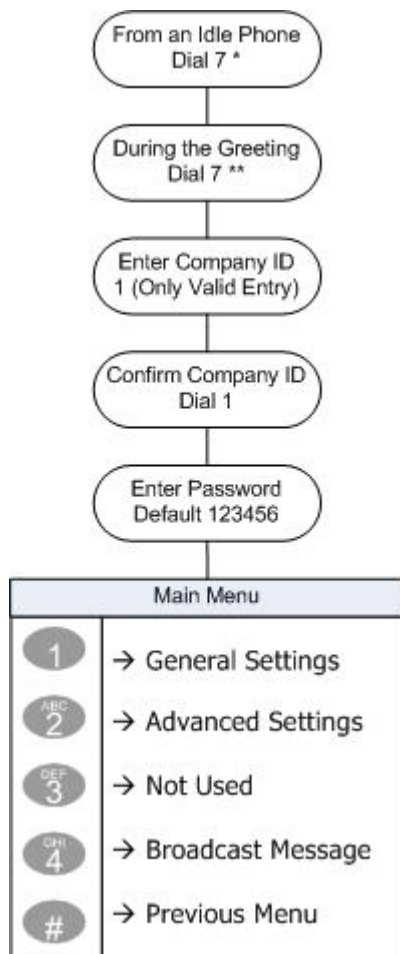 From an Idle Phone
Dial 7 *
During the Greeting
Dial 7 **
Enter Company ID
1 (Only Valid Entry)
Confirm Company ID
Dial 1
Enter Password
Default 123456
Main Menu
1 → General Settings
ABC 2 → Advanced Settings
DEF 3 → Not Used
GHI 4 → Broadcast Message
# → Previous Menu